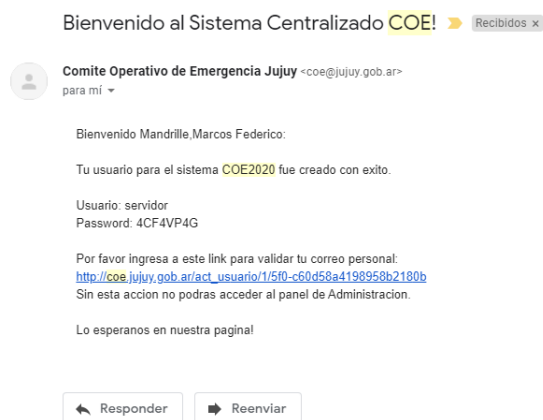 Bienvenido al Sistema Centralizado COE! Recibidos x
Comite Operativo de Emergencia Jujuy <coe@jujuy.gob.ar>
para mí
Bienvenido Mandrille,Marcos Federico:
Tu usuario para el sistema COE2020 fue creado con exito.
Usuario: servidor
Password: 4CF4VP4G
Por favor ingresa a este link para validar tu correo personal:
http://coe.jujuy.gob.ar/act_usuario/1/5f0-c60d58a4198958b2180b
Sin esta accion no podras acceder al panel de Administracion.
Lo esperanos en nuestra pagina!
Responder Reenviar